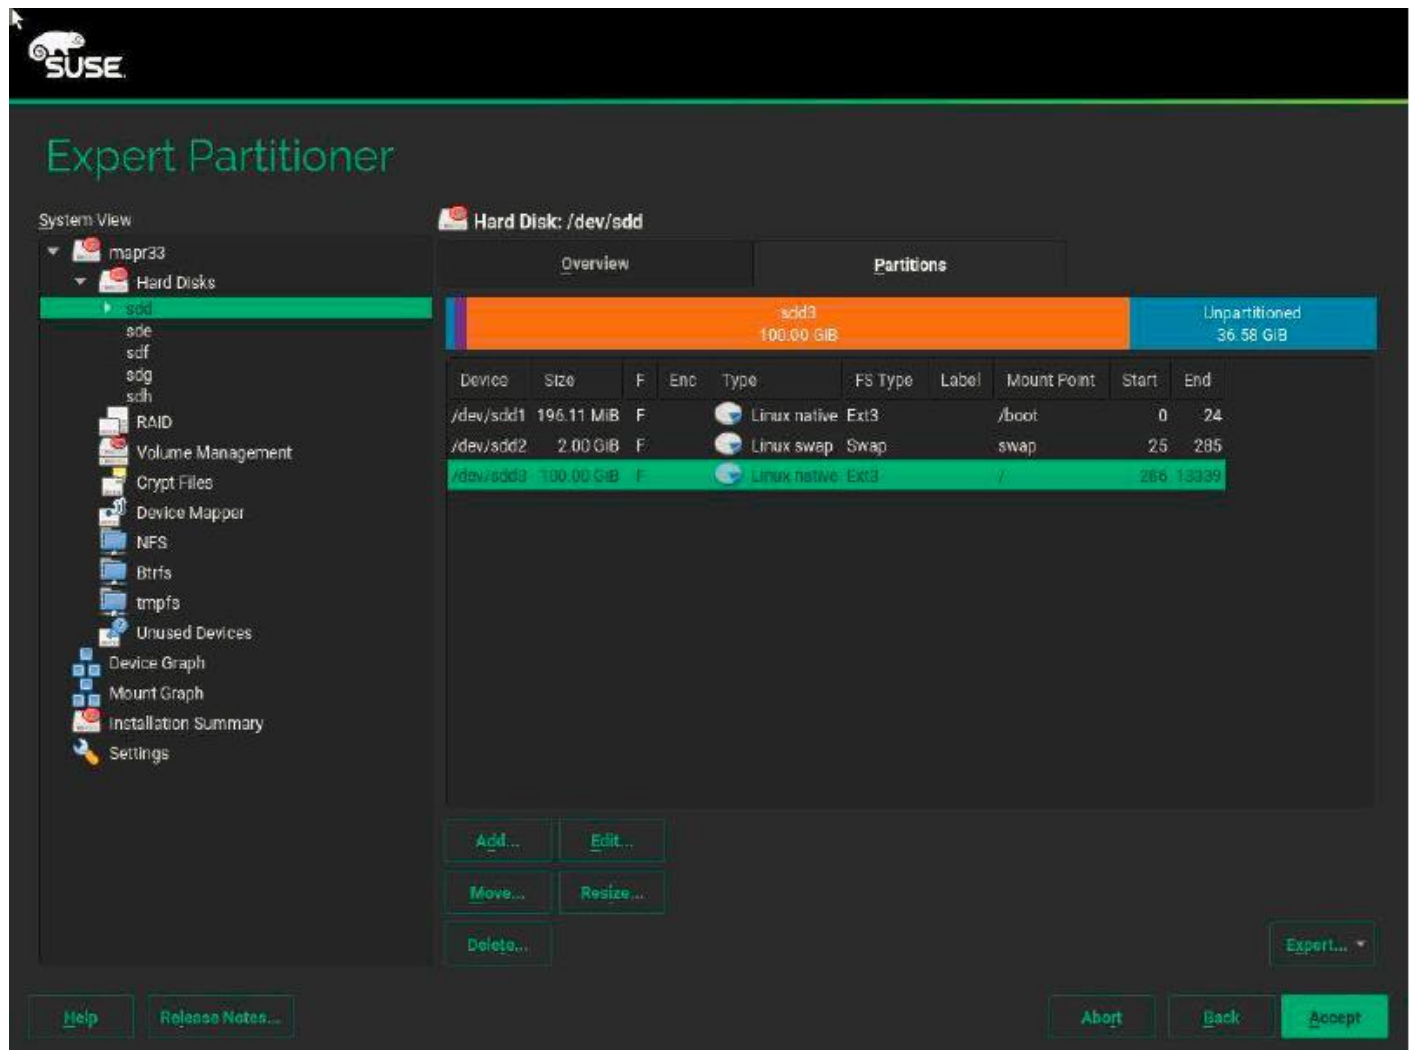 SUSE
Expert Partitioner
System View
mapr33
Hard Disks
sdd
sde
sdf
sdg
sdh
RAID
Volume Management
Crypt Files
Device Mapper
NFS
Btrfs
tmpfs
Unused Devices
Device Graph
Mount Graph
Installation Summary
Settings
Hard Disk: /dev/sdd
Overview Partitions
sdd3 Unpartitioned
100.00 GiB 36.58 GiB
Device Size F Enc Type FS Type Label Mount Point Start End
/dev/sdd1 196.11 MiB F Linux native Ext3 /boot 0 24
/dev/sdd2 2.00 GiB F Linux swap Swap swap 25 285
/dev/sdd3 100.00 GiB F Linux native Ext3 / 286 13339
Add... Edit...
Move... Resize...
Delete... Expert...
Help Release Notes... Abort Back Accept